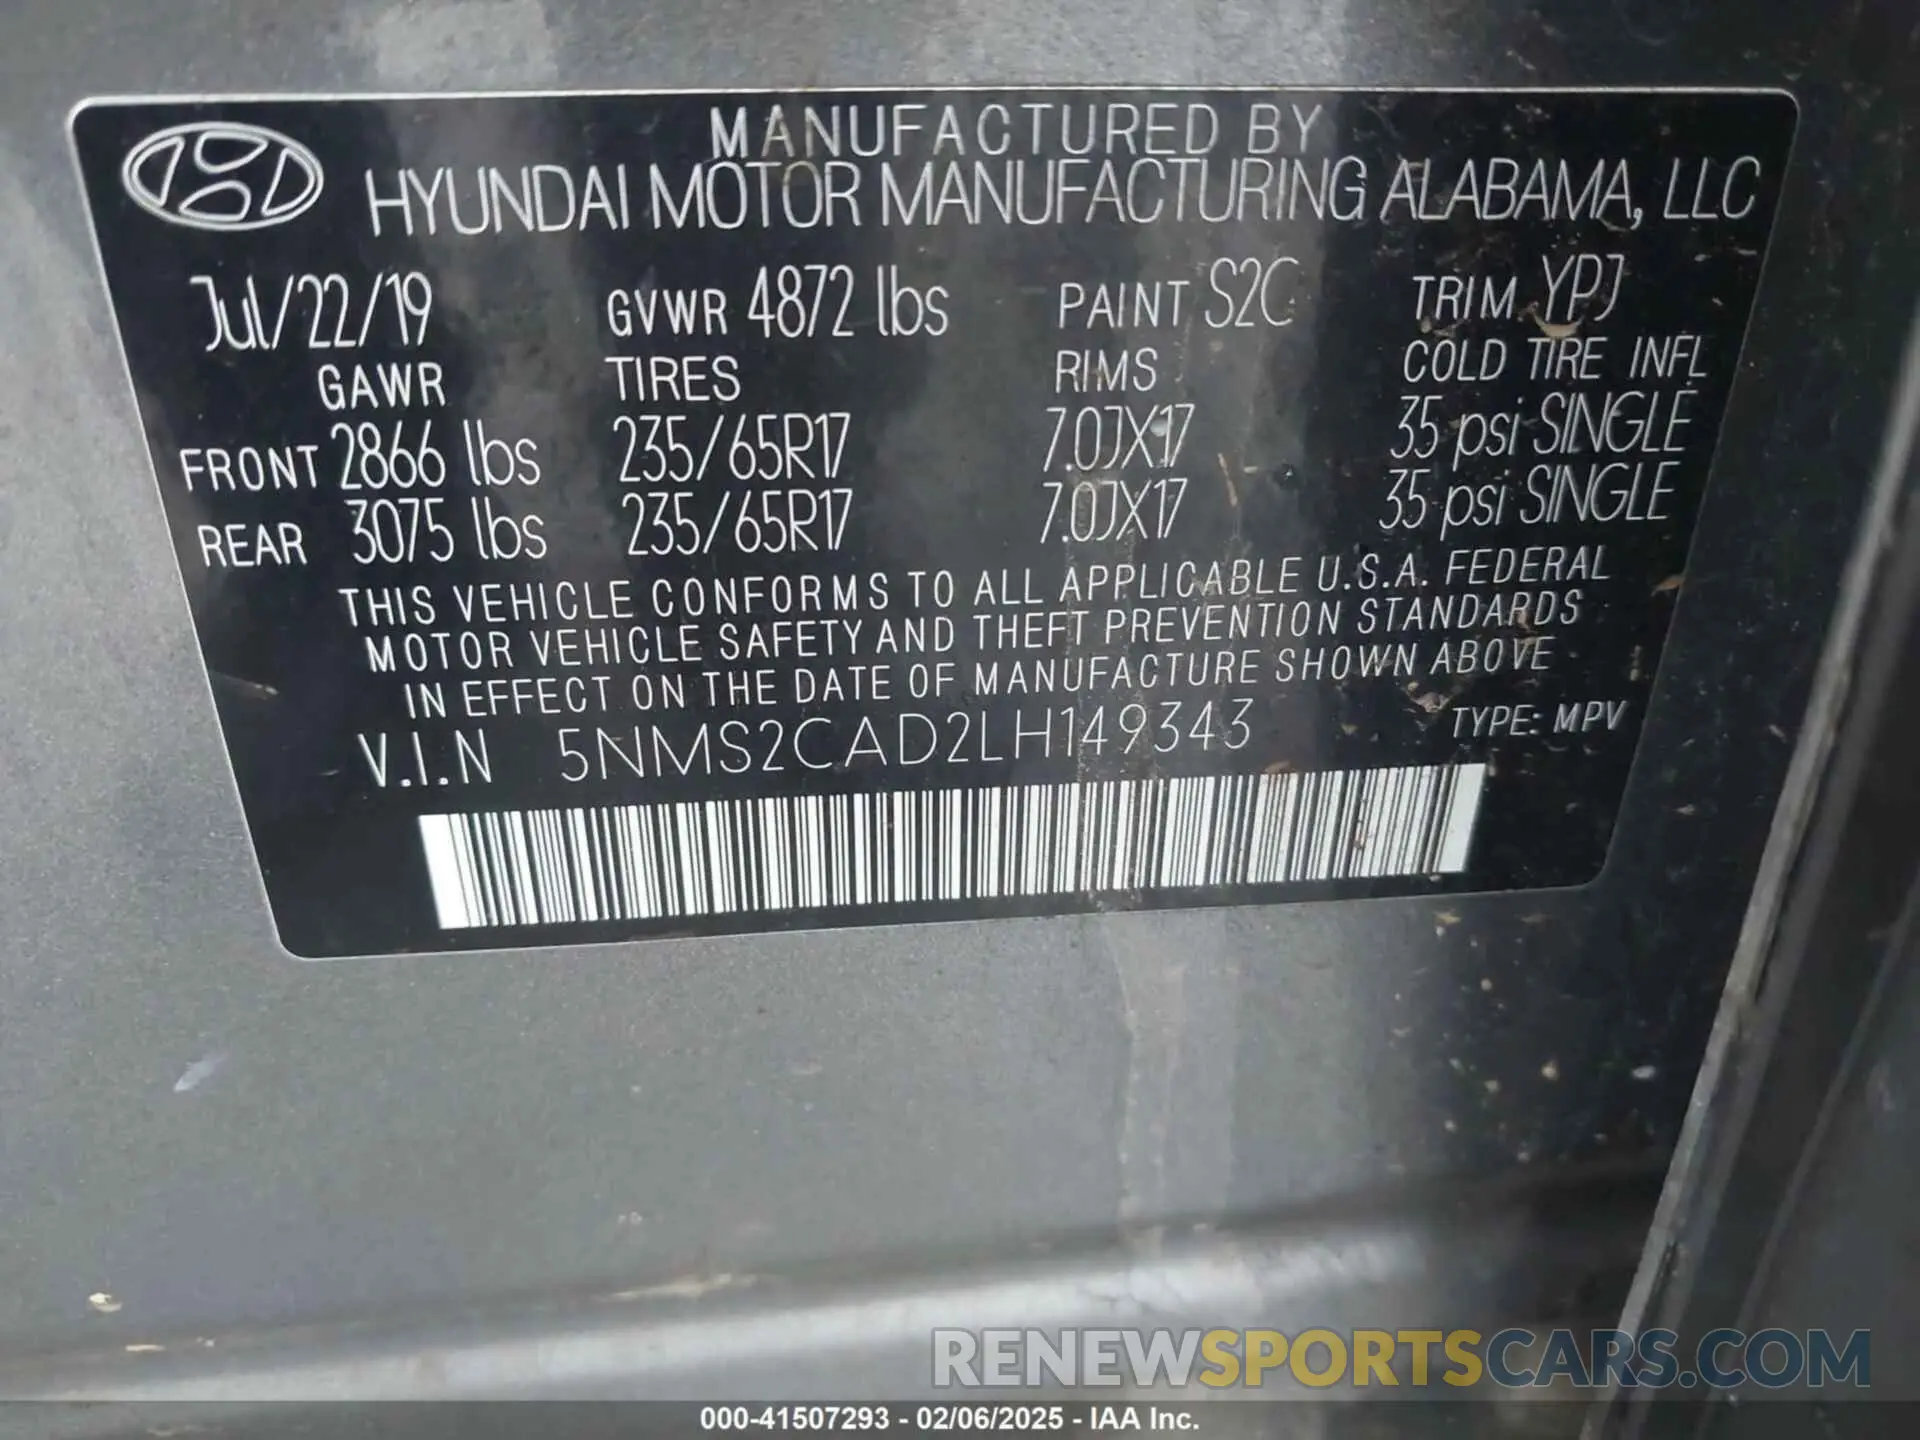 MANUFACTURED BY
HYUNDAI MOTOR MANUFACTURING ALABAMA, LLC
Jul/22/19 GVWR 4872 lbs PAINT S2C TRIM YPJ
GAWR TIRES RIMS COLD TIRE INFL
FRONT 2866 lbs 235/65R17 7.0JX17 35 psi SINGLE
REAR 3075 lbs 235/65R17 7.0JX17 35 psi SINGLE
THIS VEHICLE CONFORMS TO ALL APPLICABLE U.S.A. FEDERAL
MOTOR VEHICLE SAFETY AND THEFT PREVENTION STANDARDS
IN EFFECT ON THE DATE OF MANUFACTURE SHOWN ABOVE
V.I.N 5NMS2CAD2LH149343 TYPE: MPV
RENEWSPORTSCARS.COM
000-41507293 - 02/06/2025 - IAA Inc.